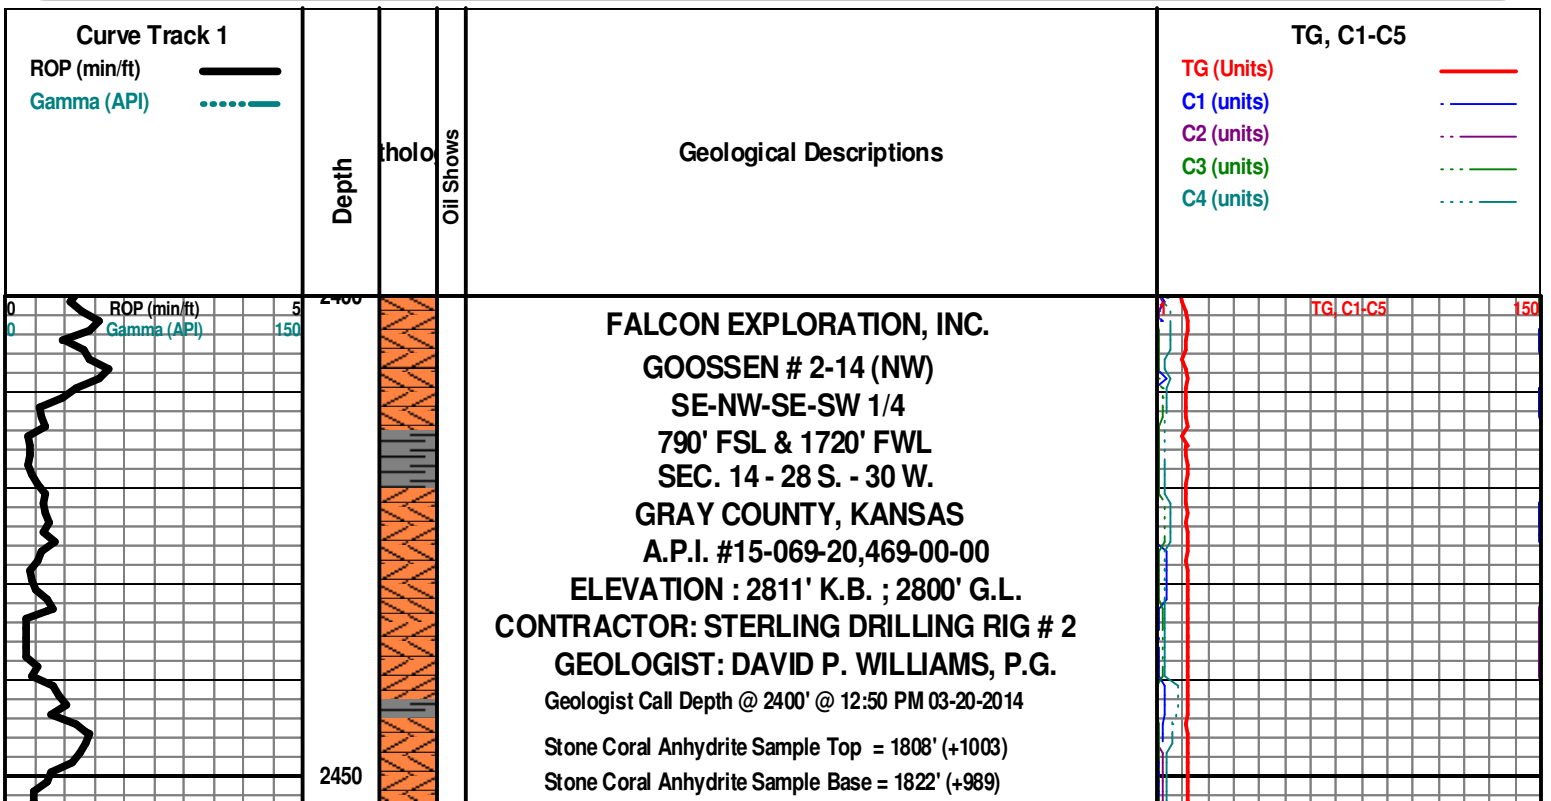 Curve Track 1
ROP (min/ft)
Gamma (API)
Depth
tholo
Oil Shows
Geological Descriptions
TG, C1-C5
TG (Units)
C1 (units)
C2 (units)
C3 (units)
C4 (units)
0 ROP (min/ft) 5
0 Gamma (API) 150
2400
TG, C1-C5 150
FALCON EXPLORATION, INC.
GOOSSEN # 2-14 (NW)
SE-NW-SE-SW 1/4
790' FSL & 1720' FWL
SEC. 14 - 28 S. - 30 W.
GRAY COUNTY, KANSAS
A.P.I. #15-069-20,469-00-00
ELEVATION : 2811' K.B. ; 2800' G.L.
CONTRACTOR: STERLING DRILLING RIG # 2
GEOLOGIST: DAVID P. WILLIAMS, P.G.
Geologist Call Depth @ 2400' @ 12:50 PM 03-20-2014
Stone Coral Anhydrite Sample Top = 1808' (+1003)
2450
Stone Coral Anhydrite Sample Base = 1822' (+989)